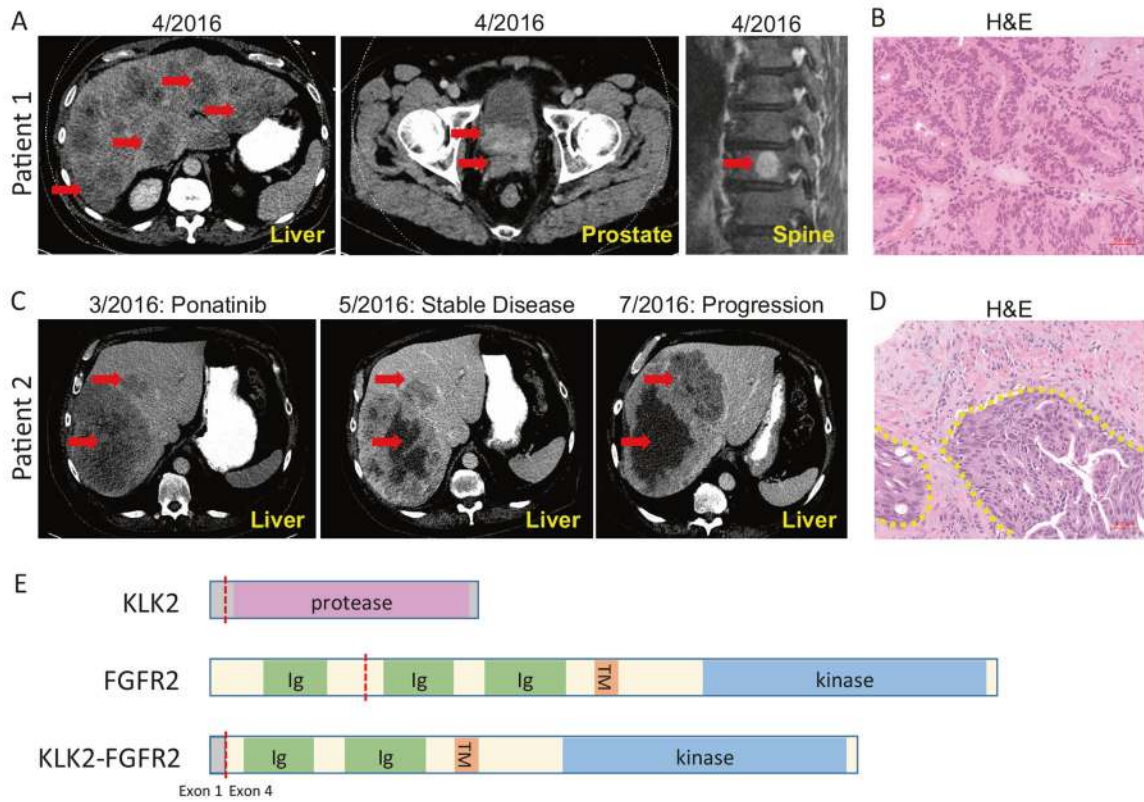 A
4/2016
4/2016
4/2016
B
H&E
Patient 1
Liver
Prostate
Spine
C
3/2016: Ponatinib
5/2016: Stable Disease
7/2016: Progression
D
H&E
Patient 2
Liver
Liver
Liver
E
KLK2
protease
FGFR2
Ig
Ig
Ig
TM
kinase
KLK2-FGFR2
Ig
Ig
TM
kinase
Exon 1
Exon 4